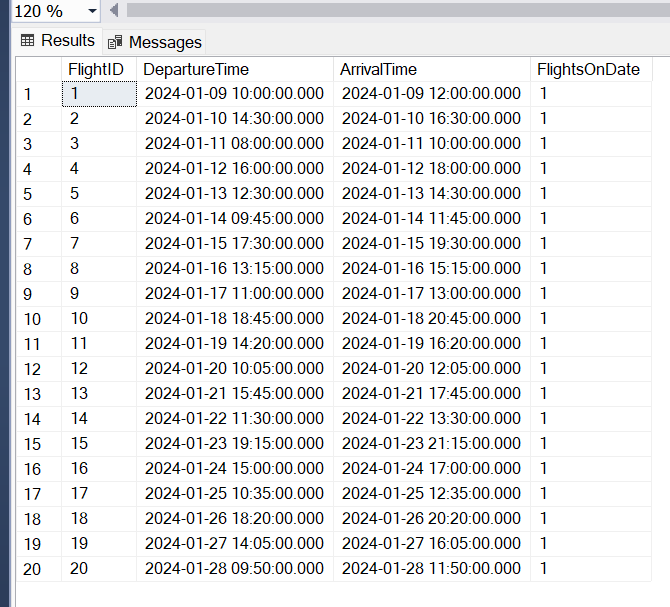 120 %
Results Messages
FlightID DepartureTime ArrivalTime FlightsOnDate
1 1 2024-01-09 10:00:00.000 2024-01-09 12:00:00.000 1
2 2 2024-01-10 14:30:00.000 2024-01-10 16:30:00.000 1
3 3 2024-01-11 08:00:00.000 2024-01-11 10:00:00.000 1
4 4 2024-01-12 16:00:00.000 2024-01-12 18:00:00.000 1
5 5 2024-01-13 12:30:00.000 2024-01-13 14:30:00.000 1
6 6 2024-01-14 09:45:00.000 2024-01-14 11:45:00.000 1
7 7 2024-01-15 17:30:00.000 2024-01-15 19:30:00.000 1
8 8 2024-01-16 13:15:00.000 2024-01-16 15:15:00.000 1
9 9 2024-01-17 11:00:00.000 2024-01-17 13:00:00.000 1
10 10 2024-01-18 18:45:00.000 2024-01-18 20:45:00.000 1
11 11 2024-01-19 14:20:00.000 2024-01-19 16:20:00.000 1
12 12 2024-01-20 10:05:00.000 2024-01-20 12:05:00.000 1
13 13 2024-01-21 15:45:00.000 2024-01-21 17:45:00.000 1
14 14 2024-01-22 11:30:00.000 2024-01-22 13:30:00.000 1
15 15 2024-01-23 19:15:00.000 2024-01-23 21:15:00.000 1
16 16 2024-01-24 15:00:00.000 2024-01-24 17:00:00.000 1
17 17 2024-01-25 10:35:00.000 2024-01-25 12:35:00.000 1
18 18 2024-01-26 18:20:00.000 2024-01-26 20:20:00.000 1
19 19 2024-01-27 14:05:00.000 2024-01-27 16:05:00.000 1
20 20 2024-01-28 09:50:00.000 2024-01-28 11:50:00.000 1